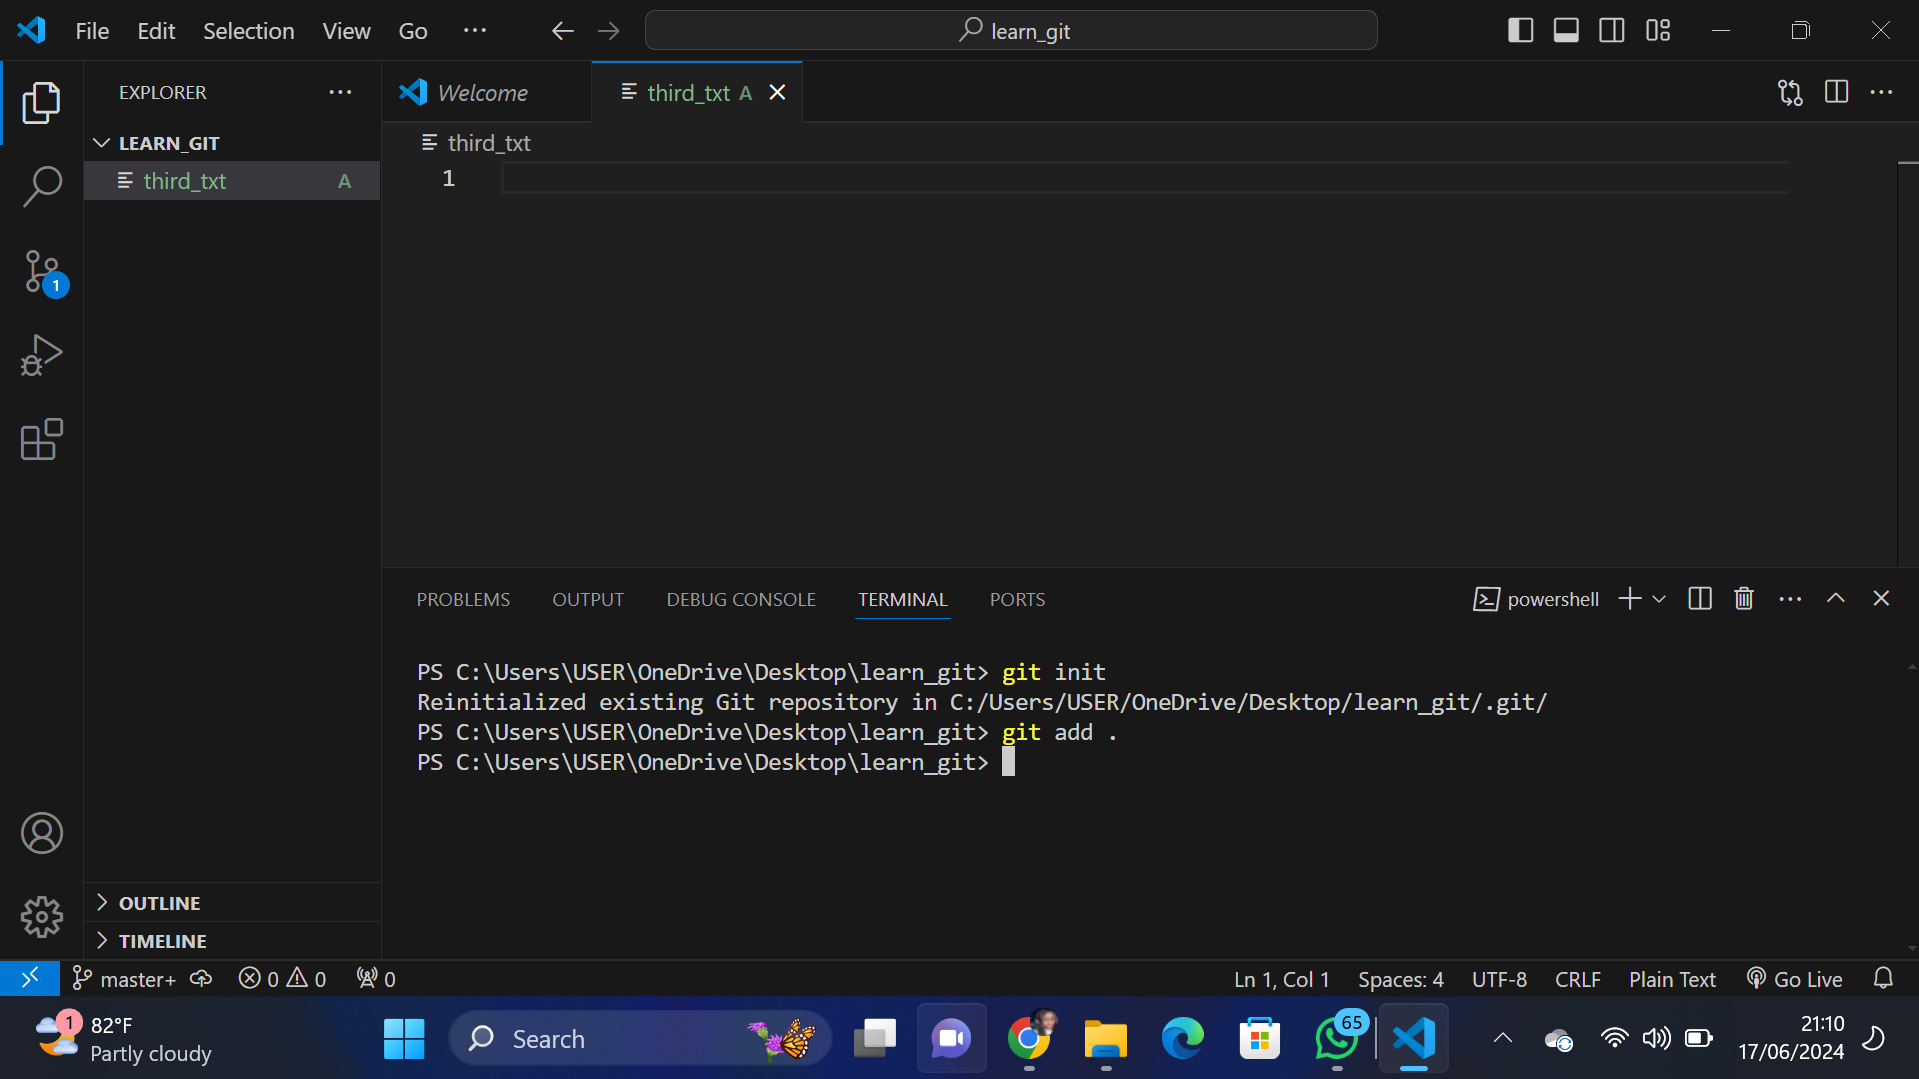 File Edit Selection View Go ··· learn_git
EXPLORER ···
Welcome third_txt A
LEARN_GIT
third_txt A
third_txt
1
1
PROBLEMS OUTPUT DEBUG CONSOLE TERMINAL PORTS powershell
PS C:\Users\USER\OneDrive\Desktop\learn_git> git init
Reinitialized existing Git repository in C:/Users/USER/OneDrive/Desktop/learn_git/.git/
PS C:\Users\USER\OneDrive\Desktop\learn_git> git add .
PS C:\Users\USER\OneDrive\Desktop\learn_git>
OUTLINE
TIMELINE
master+ 0 0 0 Ln 1, Col 1 Spaces: 4 UTF-8 CRLF Plain Text Go Live
1 82°F
Partly cloudy
Search
65
21:10
17/06/2024